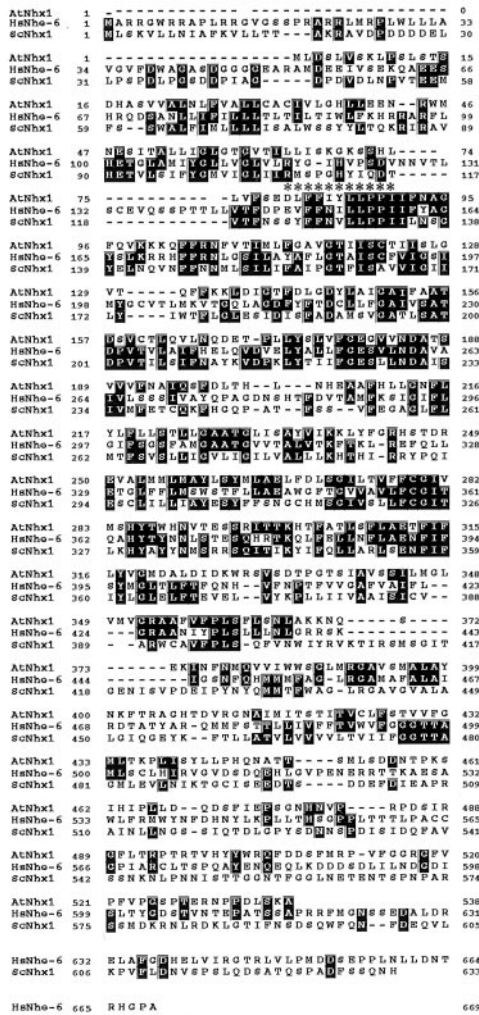 AtNhx1 1 - - - - - - - - - - - - - - - - - - - - - - - - - - - - - - - - - 0
HsNhe-6 1 MARRGWRRAPLRRGVGSSPRARRLMRPLWLLLA 33
ScNhx1 1 MLSKVLLNIAFKVLLTT---AKRAVDPDDDDEL 30
AtNhx1 1 ------------------MLDSLVSKLPSLSTS 15
HsNhe-6 34 VGVFDWAGASDGGGGEARAMDEEIVSEKQAEES 66
ScNhx1 31 LPSPDLPGSDDPIAG-----DPDVDLNPVTEEM 58
AtNhx1 16 DHASVVALNLFVALLCACIVLGHLLEEN--RWM 46
HsNhe-6 67 HRQDSANLLIFILLLTLTILTIWLFKHRRARFL 99
ScNhx1 59 FS--SWALFIMLLLLISALWSSYYLTQKRIRAV 89
AtNhx1 47 NESITALLIGLGTGVTILLISKGKSSHL 74
HsNhe-6 100 HETGLAMIYGLLVGLVLRYGIHVPSDVNNVTL 131
ScNhx1 90 HETVLSIFYGMVIGLIIRMSPGHYIQDT 117
* * * * * * * * * * *
AtNhx1 75 ---------LVFSEDLFFIYLLPPIIFNAG 95
HsNhe-6 132 SCEVQSSPTTLLVTFDPEVFFNILLPPIIFYAG 164
ScNhx1 118 ---------VTFNSSYFFNVLLPPIILNSG 138
AtNhx1 96 FQVKKKQFFRNFVTIMLFGAVGTIISCTIISLG 128
HsNhe-6 165 YSLKRRHFFRNLGSILAYAFLGTAISCFVIGSI 197
ScNhx1 139 YELNQVNFFNNMLSILIFAIPGTFISAVVIGII 171
AtNhx1 129 VT----QFFKKLDIGTFDLGDYLAIGAIFAAT 156
HsNhe-6 198 MYGCVTLMKVTGQLAGDFYFTDCLLFGAIVSAT 230
ScNhx1 172 LY----IWTFLGLESIDISFADAMSVGATLSAT 200
AtNhx1 157 DSVCTLQVLNQDET-PLLYSLVFGEGVVNDATS 188
HsNhe-6 231 DPVTVLAIFHELQVDVELYALLFGESVLNDAVA 263
ScNhx1 201 DPVTILSIFNAYKVDPKLYTIIFGESLLNDAIS 233
AtNhx1 189 VVVFNAIQSFDLTHL--NHEAAFHLLGNFL 216
HsNhe-6 264 IVLSSSIVAYQPAGDNSHTFDVTAMFKSIGIFL 296
ScNhx1 234 IVMFETCQKFHGQPAT-FSS--VFEGAGLFL 261
AtNhx1 217 YLFLLSTLLGAATGLISAYVIKKLYFGRHSTDR 249
HsNhe-6 297 GIFSGSFAMGAATGVVTALVTKFTKL-REFQLL 328
ScNhx1 262 MTFSVSLLIGVLIGILVALLLKHTHI-RRYPQI 293
AtNhx1 250 EVALMMLMAYLSYMLAELFDLSGILTVFFCGIV 282
HsNhe-6 329 ETGLFFLMSWSTFLLAEAWGFTGVVAVLFCGIT 361
ScNhx1 294 ESCLILLIAYESYFFSNGCHMSGIVSLLFCGIT 326
AtNhx1 283 MSHYTWHNVTESSRITTKHTFATLSFLAETFIF 315
HsNhe-6 362 QAHYTYNNLSTESQHRTKQLFELLNFLAENFIF 394
ScNhx1 327 LKHYAYYNMSRRSQITIKYIFQLLARLSENFIF 359
AtNhx1 316 LYVGMDALDIDKWRSVSDTPGTSIAVSSILMGL 348
HsNhe-6 395 SYMGLTLFTFQNH--VFNPTFVVGAFVAIFL- 423
ScNhx1 360 IYLGLELFTEVEL--VYKPLLIIVAAISICV- 388
AtNhx1 349 VMVGRAAFVFPLSFLSNLAKKNQ-------S 372
HsNhe-6 424 ---GRAANIYPLSLLLNLGRRSK------- 443
ScNhx1 389 ---ARWCAVFPLSQFVNWIYRVKTIRSMSGIT 417
AtNhx1 373 -------EKINFNMQVVIWWSGLMRGAVSMALAY 399
HsNhe-6 444 ---------IGSNFQHMMMFAGLRGAMAFALAI 467
ScNhx1 418 GENISVPDEIPYNYQMMTFWAG-LRGAVGVALA 449
AtNhx1 400 NKFTRAGHTDVRGNAIMITSTITVCLFSTVVFG 432
HsNhe-6 468 RDTATYARQMMFSTTLLIVFFTVWVFGGGTTA 499
ScNhx1 450 LGIQGEYK--FTLLATVLVVVVLTVIIFGGTTA 480
AtNhx1 433 MLTKPLISYLLPHQNATT----SMLSDDNTPKS 461
HsNhe-6 500 MLSCLHIRVGVDSDQEHLGVPENERRTTKAESA 532
ScNhx1 481 GMLEVLNIKTGCISEEDTS----DDEFDIEAPR 509
AtNhx1 462 IHIPLLD--QDSFIEPSGNHNVP---RPDSIR 488
HsNhe-6 533 WLFRMWYNFDHNYLKPLLTHSGPPLTTTLPACC 565
ScNhx1 510 AINLLNGS-SIQTDLGPYSDNNSPDISIDQFAV 541
AtNhx1 489 GFLTRPTRTVHYYWRQFDDSFMRP-VFGGRGFV 520
HsNhe-6 566 GPIARCLTSPQAYENQEQLKDDDSDLILNDGDI 598
ScNhx1 542 SSNKNLPNNISTTGGNTFGGLNETENTSPNPAR 574
AtNhx1 521 PFVPGSPTERNPPDLSKA 538
HsNhe-6 599 SLTYGDSTVNTEPATSSAPRRFMGNSSEDALDR 631
ScNhx1 575 SSMDKRNLRDKLGTIFNSDSQWFQN--FDEQVL 605
HsNhe-6 632 ELAFGDHELVIRGTRLVLPMDDSEPPLNLLDNT 664
ScNhx1 606 KPVFLDNVSPSLQDSATQSPADFSSQNH 633
HsNhe-6 665 RHGPA 669